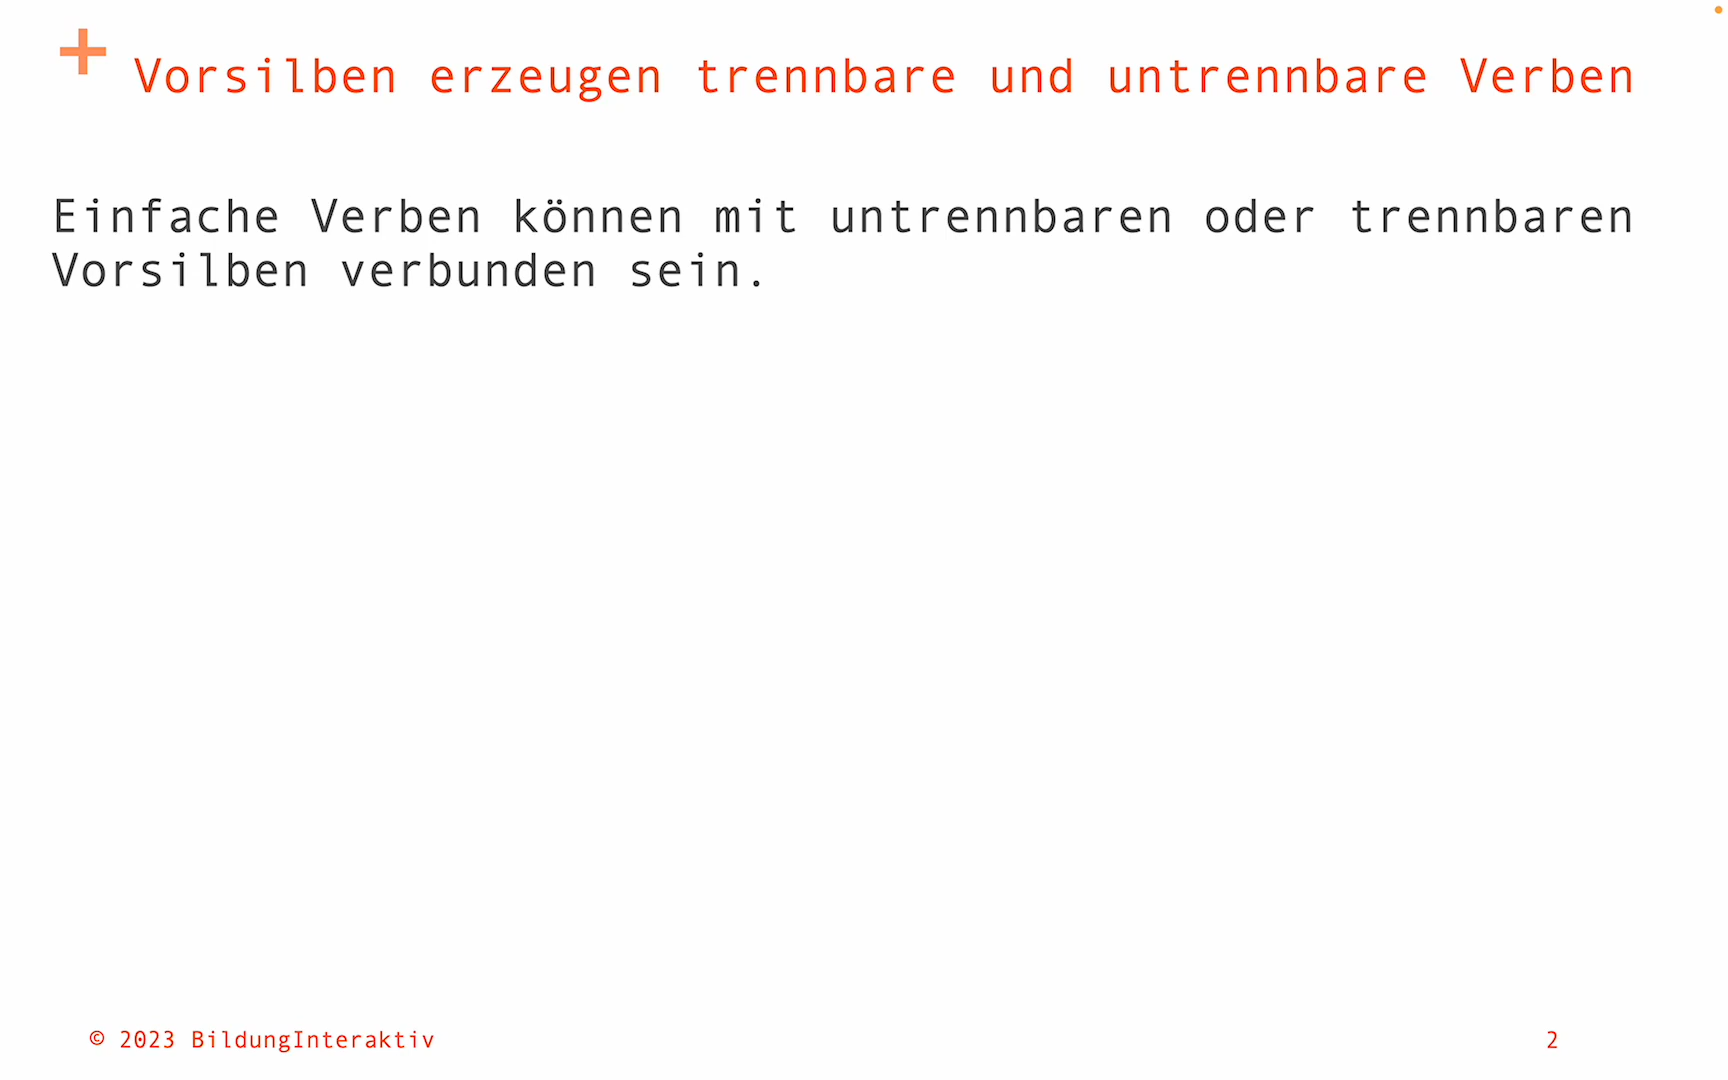 Vorsilben erzeugen trennbare und untrennbare Verben
Einfache Verben können mit untrennbaren oder trennbaren
Vorsilben verbunden sein.
© 2023 BildungInteraktiv
2